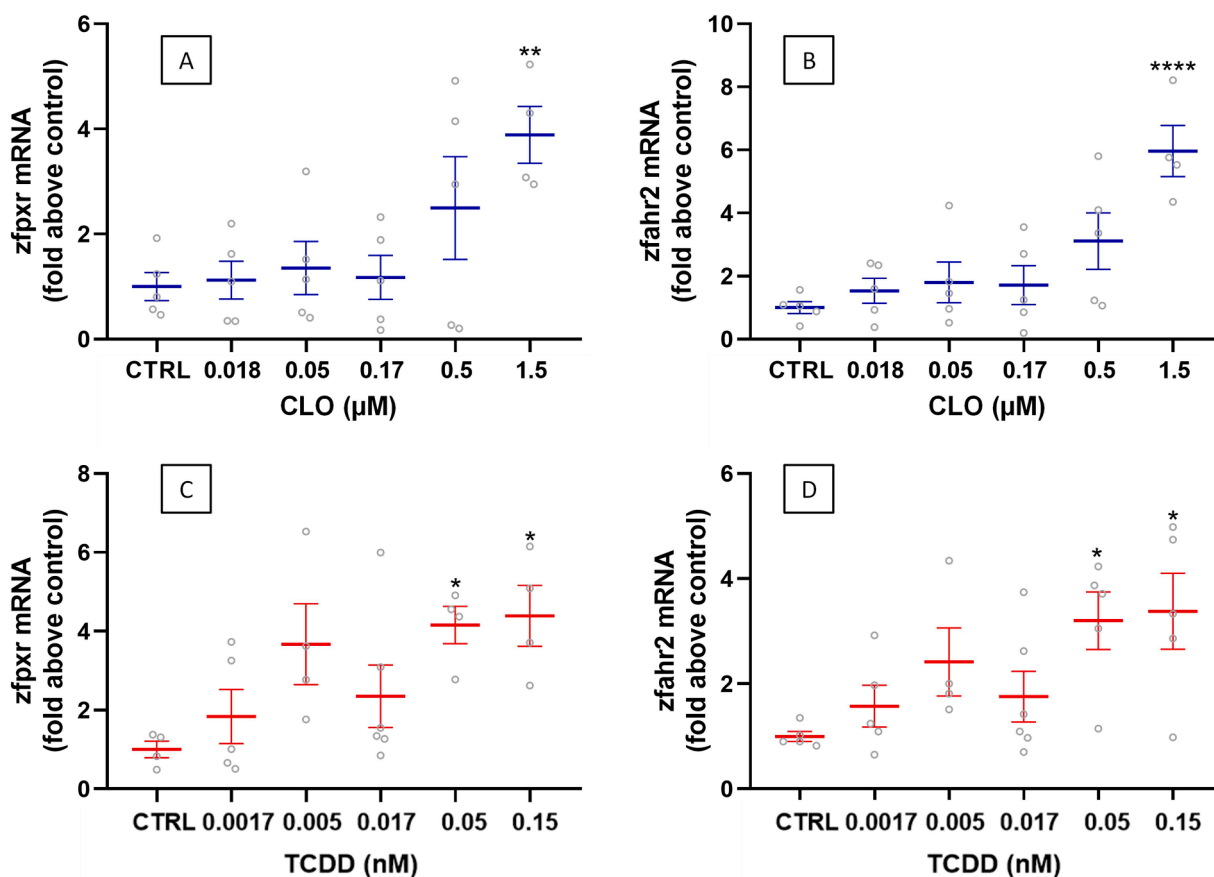 A
zfpxr mRNA
(fold above control)
6
4
2
0
**
CTRL 0.018 0.05 0.17 0.5 1.5
CLO (µM)
B
zfahr2 mRNA
(fold above control)
10
8
6
4
2
0
****
CTRL 0.018 0.05 0.17 0.5 1.5
CLO (µM)
C
zfpxr mRNA
(fold above control)
8
6
4
2
0
* *
CTRL 0.0017 0.005 0.017 0.05 0.15
TCDD (nM)
D
zfahr2 mRNA
(fold above control)
6
4
2
0
* *
CTRL 0.0017 0.005 0.017 0.05 0.15
TCDD (nM)